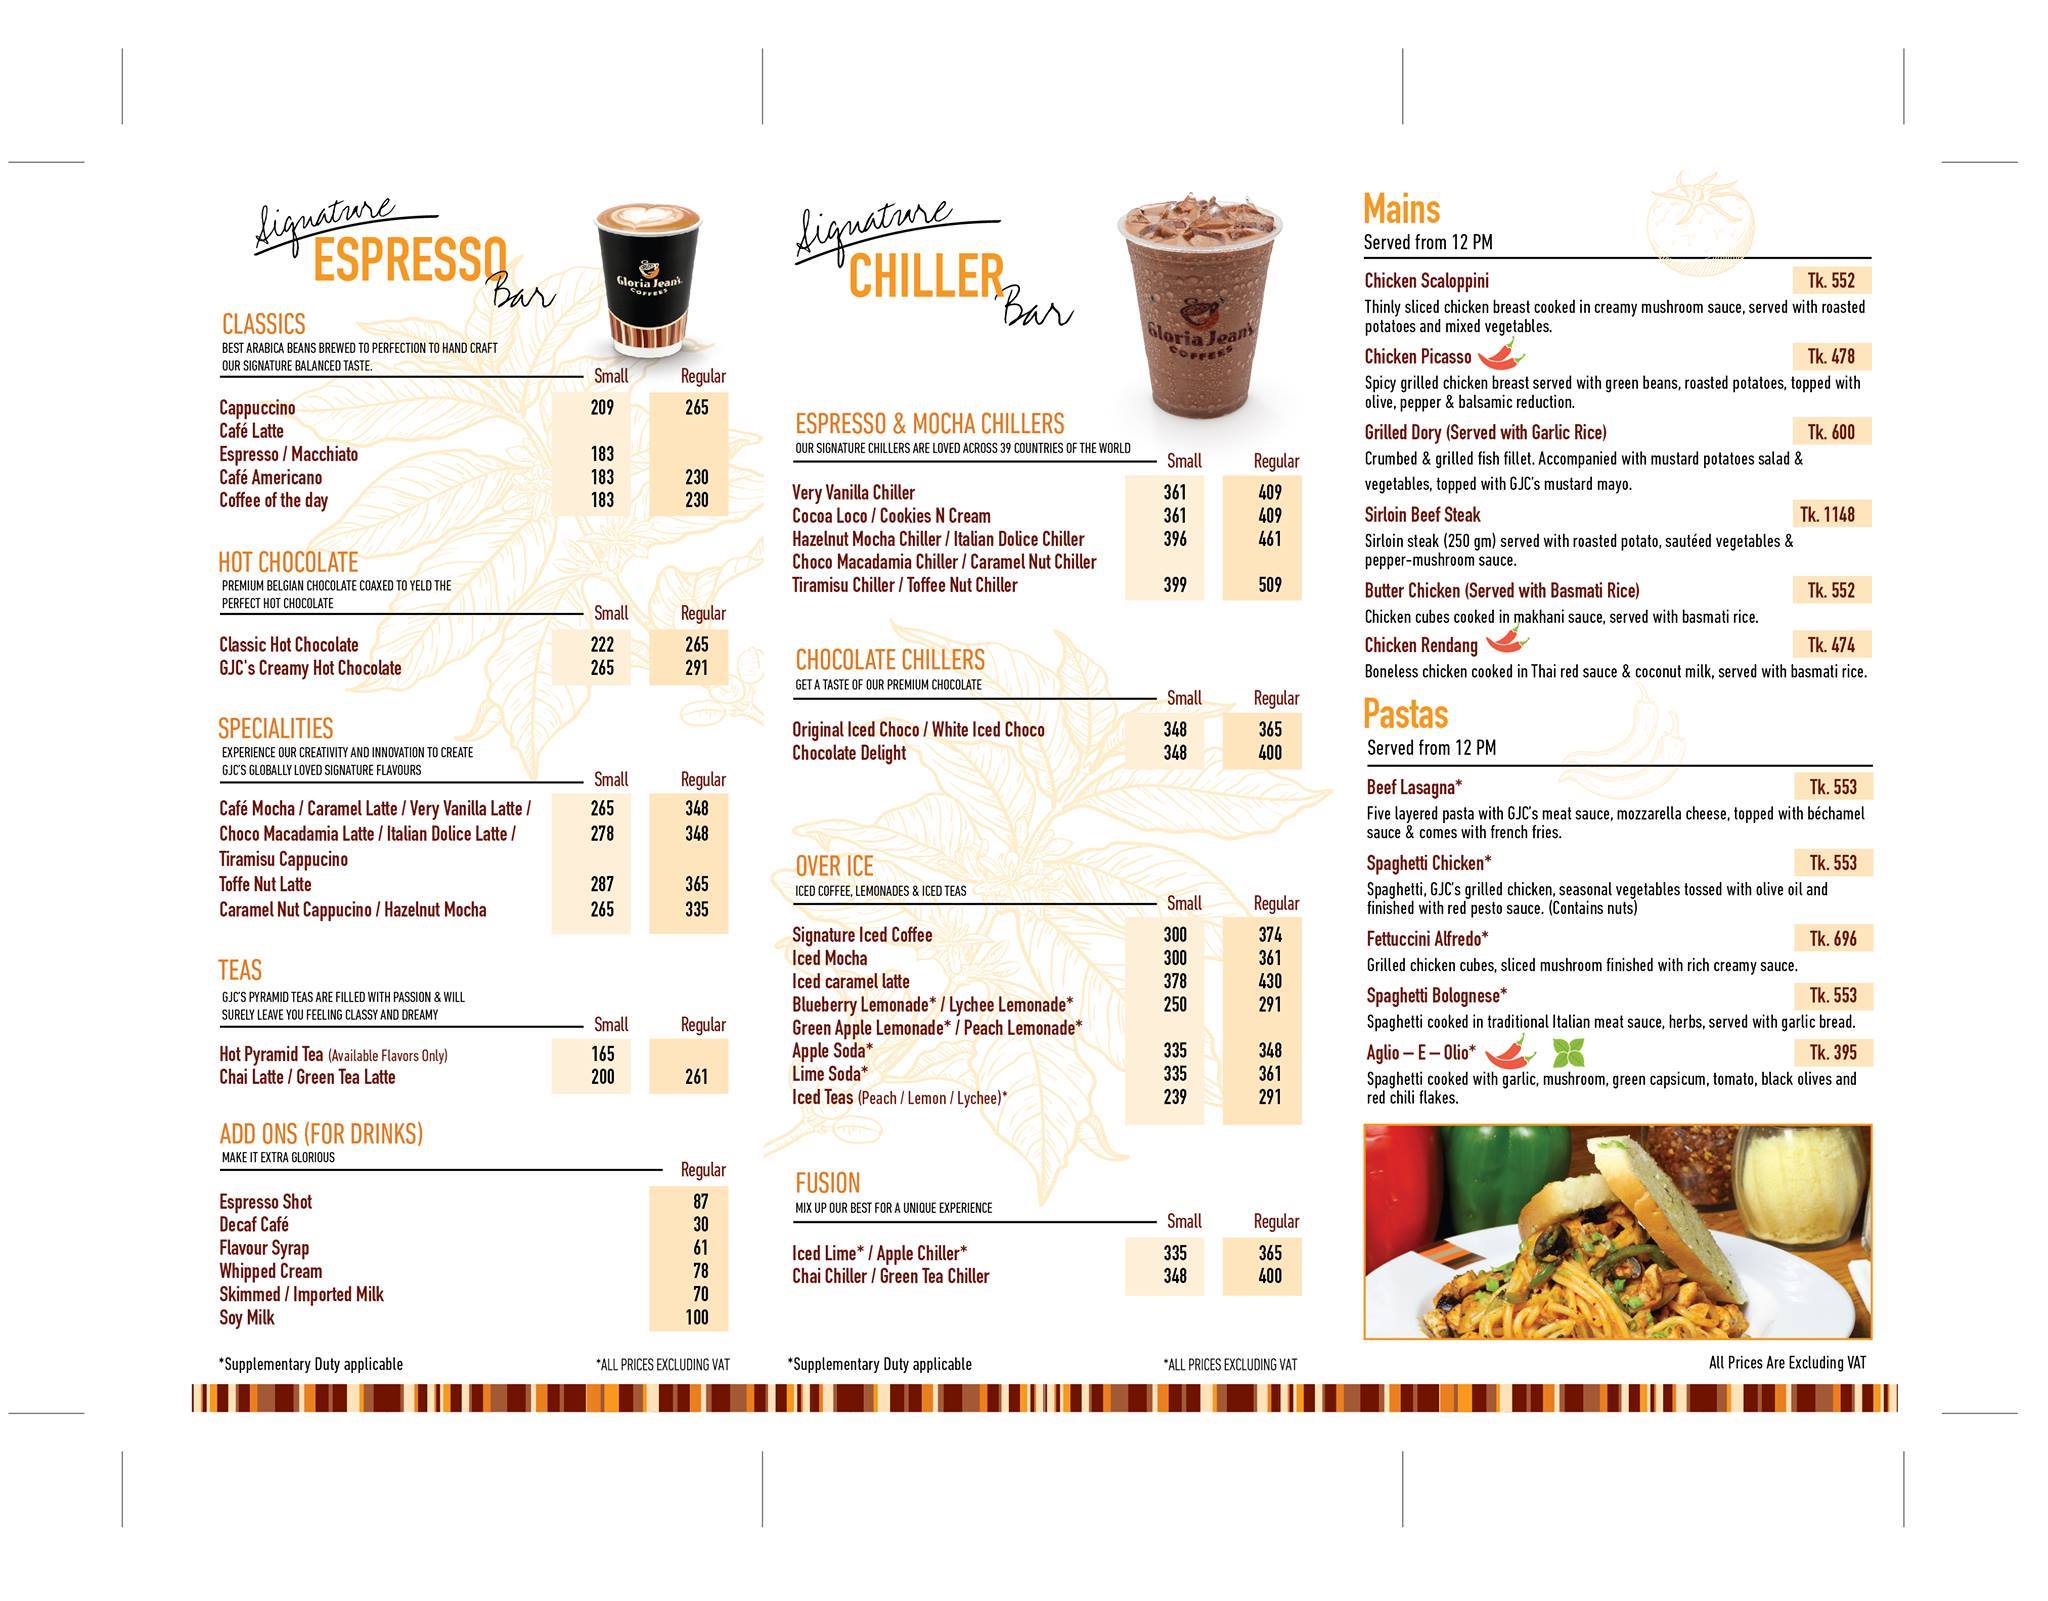 Signature
ESPRESSO
Bar
Gloria Jean's
COFFEES
CLASSICS
BEST ARABICA BEANS BREWED TO PERFECTION TO HAND CRAFT
OUR SIGNATURE BALANCED TASTE.
Small Regular
Cappuccino 209 265
Café Latte
Espresso / Macchiato 183
Café Americano 183 230
Coffee of the day 183 230
HOT CHOCOLATE
PREMIUM BELGIAN CHOCOLATE COAXED TO YELD THE
PERFECT HOT CHOCOLATE
Small Regular
Classic Hot Chocolate 222 265
GJC's Creamy Hot Chocolate 265 291
SPECIALITIES
EXPERIENCE OUR CREATIVITY AND INNOVATION TO CREATE
GJC'S GLOBALLY LOVED SIGNATURE FLAVOURS
Small Regular
Café Mocha / Caramel Latte / Very Vanilla Latte / 265 348
Choco Macadamia Latte / Italian Dolice Latte / 278 348
Tiramisu Cappucino
Toffe Nut Latte 287 365
Caramel Nut Cappucino / Hazelnut Mocha 265 335
TEAS
GJC'S PYRAMID TEAS ARE FILLED WITH PASSION & WILL
SURELY LEAVE YOU FEELING CLASSY AND DREAMY
Small Regular
Hot Pyramid Tea (Available Flavors Only) 165
Chai Latte / Green Tea Latte 200 261
ADD ONS (FOR DRINKS)
MAKE IT EXTRA GLORIOUS
Regular
Espresso Shot 87
Decaf Café 30
Flavour Syrap 61
Whipped Cream 78
Skimmed / Imported Milk 70
Soy Milk 100
*Supplementary Duty applicable *ALL PRICES EXCLUDING VAT
Signature
CHILLER
Bar
Gloria Jean's
COFFEES
ESPRESSO & MOCHA CHILLERS
OUR SIGNATURE CHILLERS ARE LOVED ACROSS 39 COUNTRIES OF THE WORLD
Small Regular
Very Vanilla Chiller 361 409
Cocoa Loco / Cookies N Cream 361 409
Hazelnut Mocha Chiller / Italian Dolice Chiller 396 461
Choco Macadamia Chiller / Caramel Nut Chiller
Tiramisu Chiller / Toffee Nut Chiller 399 509
CHOCOLATE CHILLERS
GET A TASTE OF OUR PREMIUM CHOCOLATE
Small Regular
Original Iced Choco / White Iced Choco 348 365
Chocolate Delight 348 400
OVER ICE
ICED COFFEE, LEMONADES & ICED TEAS
Small Regular
Signature Iced Coffee 300 374
Iced Mocha 300 361
Iced caramel latte 378 430
Blueberry Lemonade* / Lychee Lemonade* 250 291
Green Apple Lemonade* / Peach Lemonade*
Apple Soda* 335 348
Lime Soda* 335 361
Iced Teas (Peach / Lemon / Lychee)* 239 291
FUSION
MIX UP OUR BEST FOR A UNIQUE EXPERIENCE
Small Regular
Iced Lime* / Apple Chiller* 335 365
Chai Chiller / Green Tea Chiller 348 400
*Supplementary Duty applicable *ALL PRICES EXCLUDING VAT
Mains
Served from 12 PM
Chicken Scaloppini Tk. 552
Thinly sliced chicken breast cooked in creamy mushroom sauce, served with roasted
potatoes and mixed vegetables.
Chicken Picasso Tk. 478
Spicy grilled chicken breast served with green beans, roasted potatoes, topped with
olive, pepper & balsamic reduction.
Grilled Dory (Served with Garlic Rice) Tk. 600
Crumbed & grilled fish fillet. Accompanied with mustard potatoes salad &
vegetables, topped with GJC's mustard mayo.
Sirloin Beef Steak Tk. 1148
Sirloin steak (250 gm) served with roasted potato, sautéed vegetables &
pepper-mushroom sauce.
Butter Chicken (Served with Basmati Rice) Tk. 552
Chicken cubes cooked in makhani sauce, served with basmati rice.
Chicken Rendang Tk. 474
Boneless chicken cooked in Thai red sauce & coconut milk, served with basmati rice.
Pastas
Served from 12 PM
Beef Lasagna* Tk. 553
Five layered pasta with GJC's meat sauce, mozzarella cheese, topped with béchamel
sauce & comes with french fries.
Spaghetti Chicken* Tk. 553
Spaghetti, GJC's grilled chicken, seasonal vegetables tossed with olive oil and
finished with red pesto sauce. (Contains nuts)
Fettuccini Alfredo* Tk. 696
Grilled chicken cubes, sliced mushroom finished with rich creamy sauce.
Spaghetti Bolognese* Tk. 553
Spaghetti cooked in traditional Italian meat sauce, herbs, served with garlic bread.
Aglio – E – Olio* Tk. 395
Spaghetti cooked with garlic, mushroom, green capsicum, tomato, black olives and
red chili flakes.
All Prices Are Excluding VAT